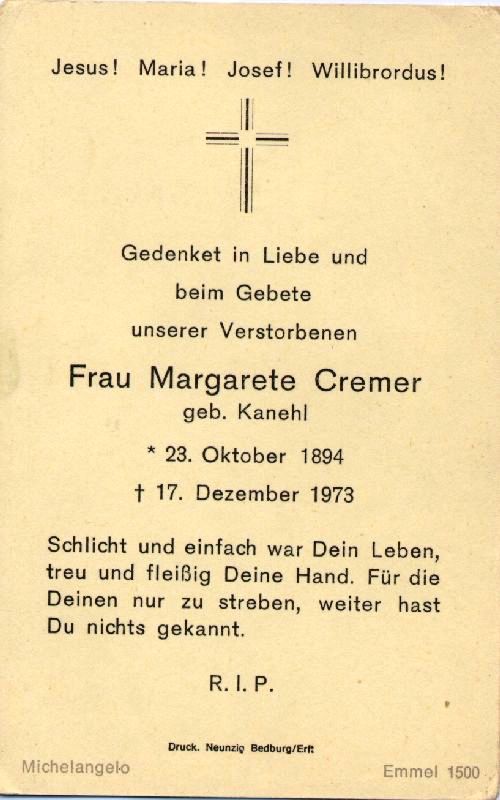 Jesus! Maria! Josef! Willibrordus!
Gedenket in Liebe und
beim Gebete
unserer Verstorbenen
Frau Margarete Cremer
geb. Kanehl
* 23. Oktober 1894
† 17. Dezember 1973
Schlicht und einfach war Dein Leben,
treu und fleißig Deine Hand. Für die
Deinen nur zu streben, weiter hast
Du nichts gekannt.
R. I. P.
Druck. Neunzig Bedburg/Erft
Michelangelo
Emmel 1500